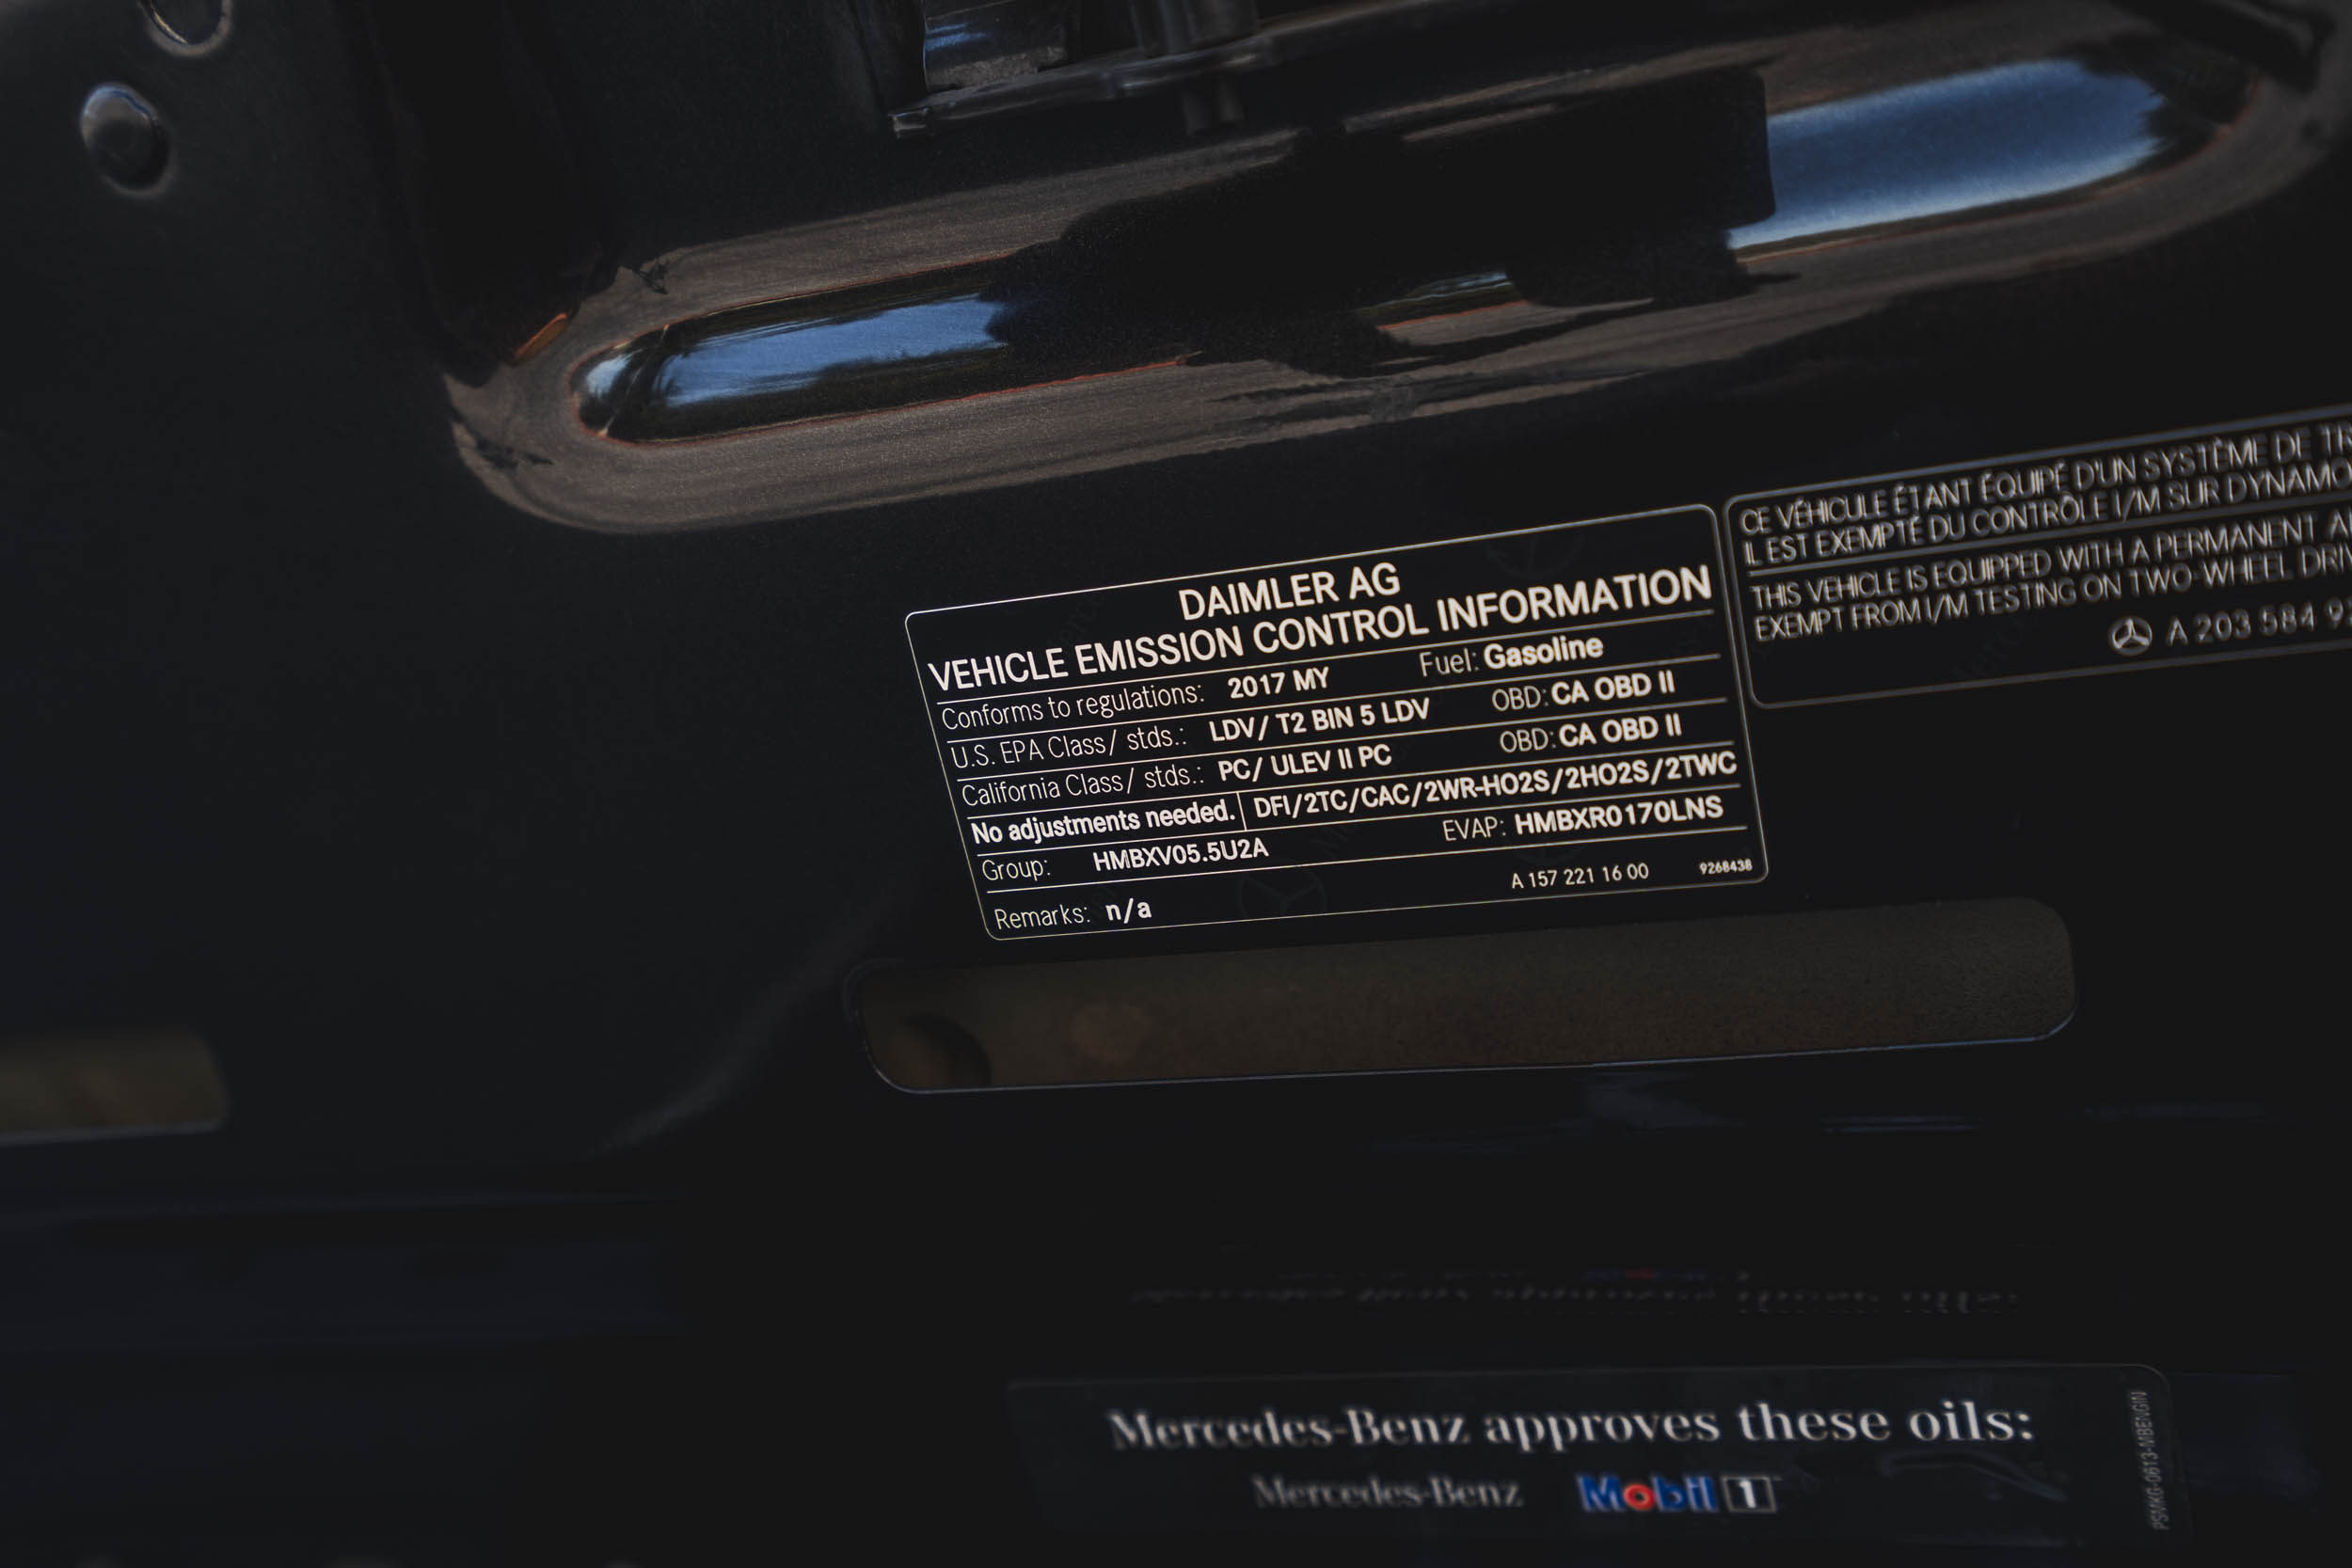 DAIMLER AG
VEHICLE EMISSION CONTROL INFORMATION
Conforms to regulations: 2017 MY Fuel: Gasoline
U.S. EPA Class/ stds.: LDV/ T2 BIN 5 LDV OBD: CA OBD II
California Class/ stds.: PC/ ULEV II PC OBD: CA OBD II
No adjustments needed. DFI/2TC/CAC/2WR-HO2S/2HO2S/2TWC
Group: HMBXV05.5U2A EVAP: HMBXR0170LNS
Remarks: n/a A 157 221 16 00 9268438
CE VÉHICULE ÉTANT ÉQUIPÉ D'UN SYSTÈME DE
IL EST EXEMPTÉ DU CONTRÔLE I/M SUR
THIS VEHICLE IS EQUIPPED WITH A PERMANENT
EXEMPT FROM I/M TESTING ON TWO-WHEEL
A 203 584
Mercedes-Benz approves these oils:
Mercedes-Benz Mobil 1
PSMKG-0613-MBENGIN